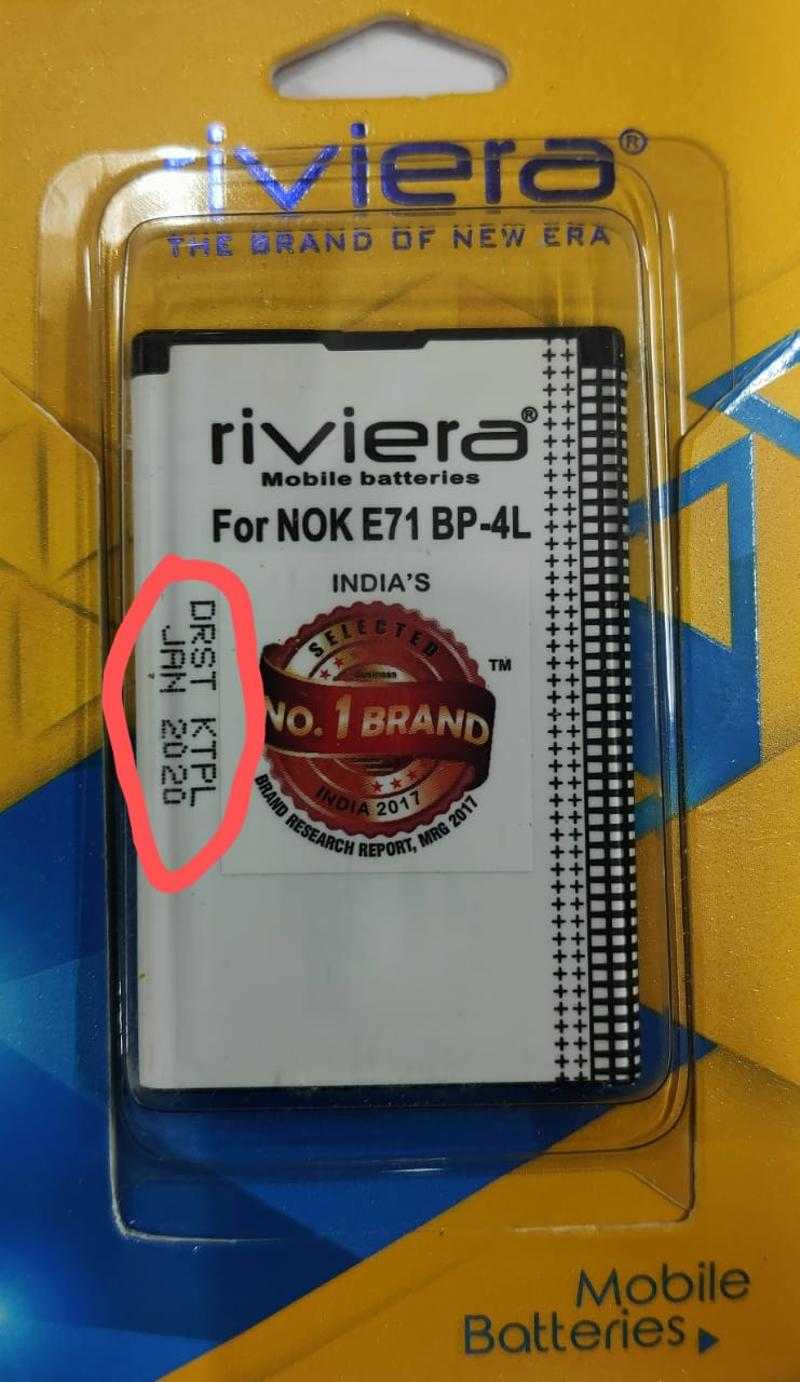 riviera®
THE BRAND OF NEW ERA
riviera®
Mobile batteries
For NOK E71 BP-4L
INDIA'S
SELECTED
Business
NO. 1 BRAND
TM
INDIA 2017
BRAND RESEARCH REPORT, MRG 2017
DRST KTPL
JAN 2020
Mobile
Batteries